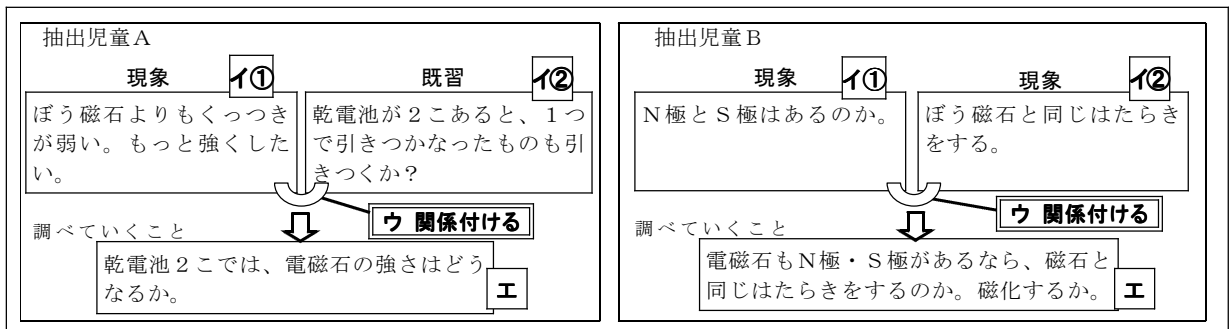 抽出児童A
現象 イ①
既習 イ②
ぼう磁石よりもくっつき
が弱い。もっと強くした
い。
乾電池が2こあると、1つ
で引きつかなったものも引
きつくか?
ウ 関係付ける
調べていくこと
乾電池2こでは、電磁石の強さはどう
なるか。
エ
抽出児童B
現象 イ①
現象 イ②
N極とS極はあるのか。
ぼう磁石と同じはたらき
をする。
ウ 関係付ける
調べていくこと
電磁石もN極・S極があるなら、磁石と
同じはたらきをするのか。磁化するか。
エ